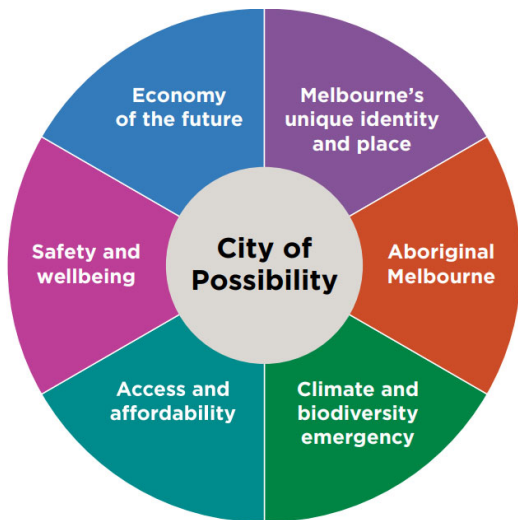 Economy
of the future
Melbourne's
unique identity
and place
Safety and
wellbeing
City of
Possibility
Aboriginal
Melbourne
Access and
affordability
Climate and
biodiversity
emergency